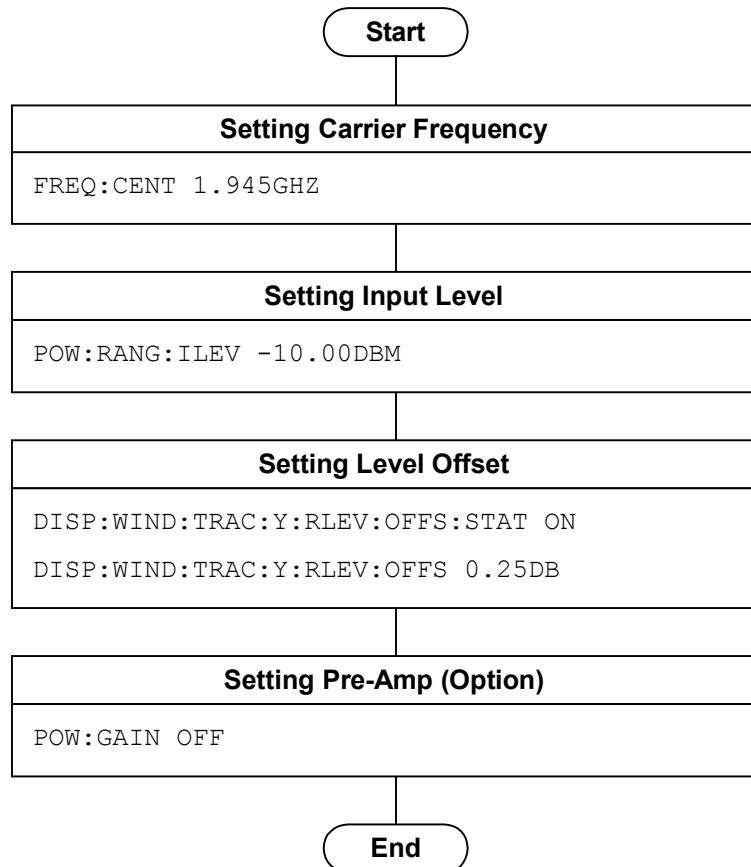 Start
Setting Carrier Frequency
FREQ:CENT 1.945GHZ
Setting Input Level
POW:RANG:ILEV -10.00DBM
Setting Level Offset
DISP:WIND:TRAC:Y:RLEV:OFFS:STAT ON
DISP:WIND:TRAC:Y:RLEV:OFFS 0.25DB
Setting Pre-Amp (Option)
POW:GAIN OFF
End